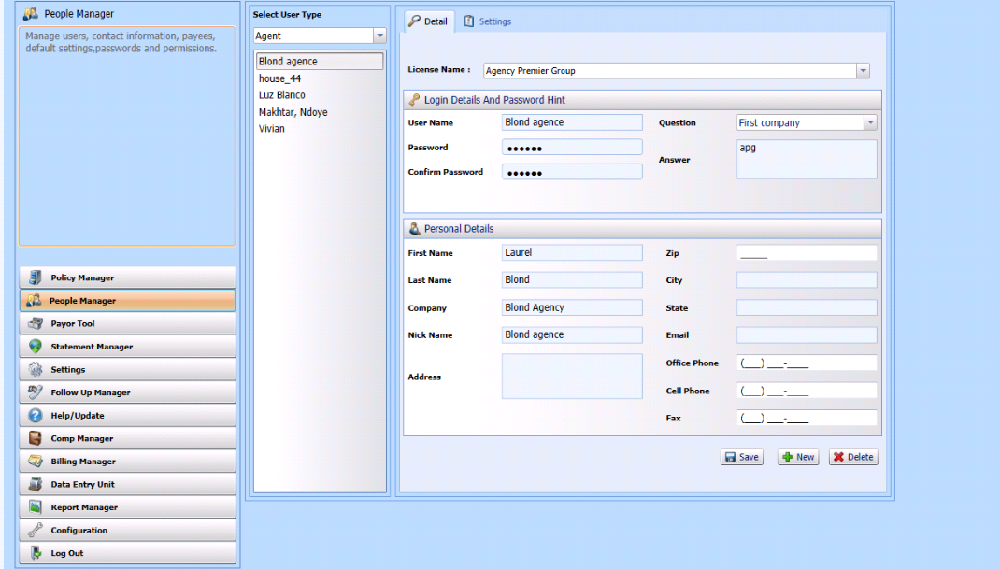 People Manager
Manage users, contact information, payees,
default settings,passwords and permissions.
Policy Manager
People Manager
Payor Tool
Statement Manager
Settings
Follow Up Manager
Help/Update
Comp Manager
Billing Manager
Data Entry Unit
Report Manager
Configuration
Log Out
Select User Type
Agent
Blond agence
house_44
Luz Blanco
Makhtar, Ndoye
Vivian
Detail Settings
License Name : Agency Premier Group
Login Details And Password Hint
User Name Blond agence Question First company
Password ●●●●●● Answer apg
Confirm Password ●●●●●●
Personal Details
First Name Laurel Zip _____
Last Name Blond City
Company Blond Agency State
Nick Name Blond agence Email
Address Office Phone (___) ___-____
Cell Phone (___) ___-____
Fax (___) ___-____
Save New Delete